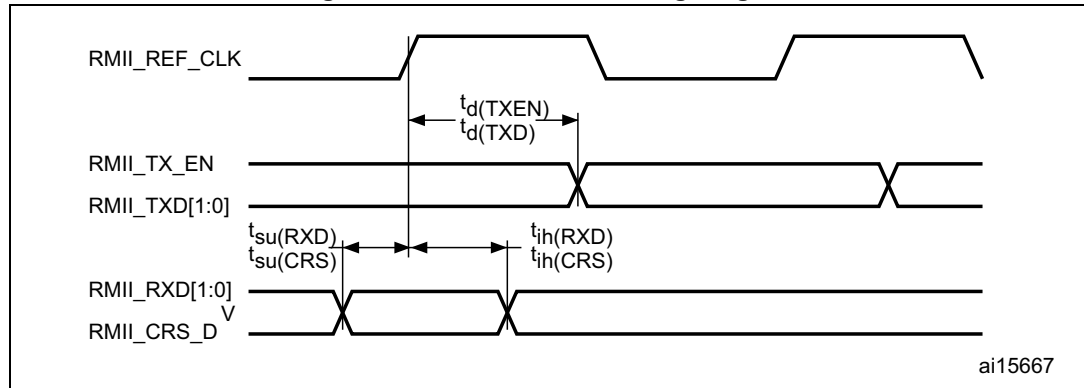 RMII_REF_CLK
td(TXEN)
td(TXD)
RMII_TX_EN
RMII_TXD[1:0]
tsu(RXD)
tsu(CRS)
tih(RXD)
tih(CRS)
RMII_RXD[1:0]
V
RMII_CRS_D
ai15667